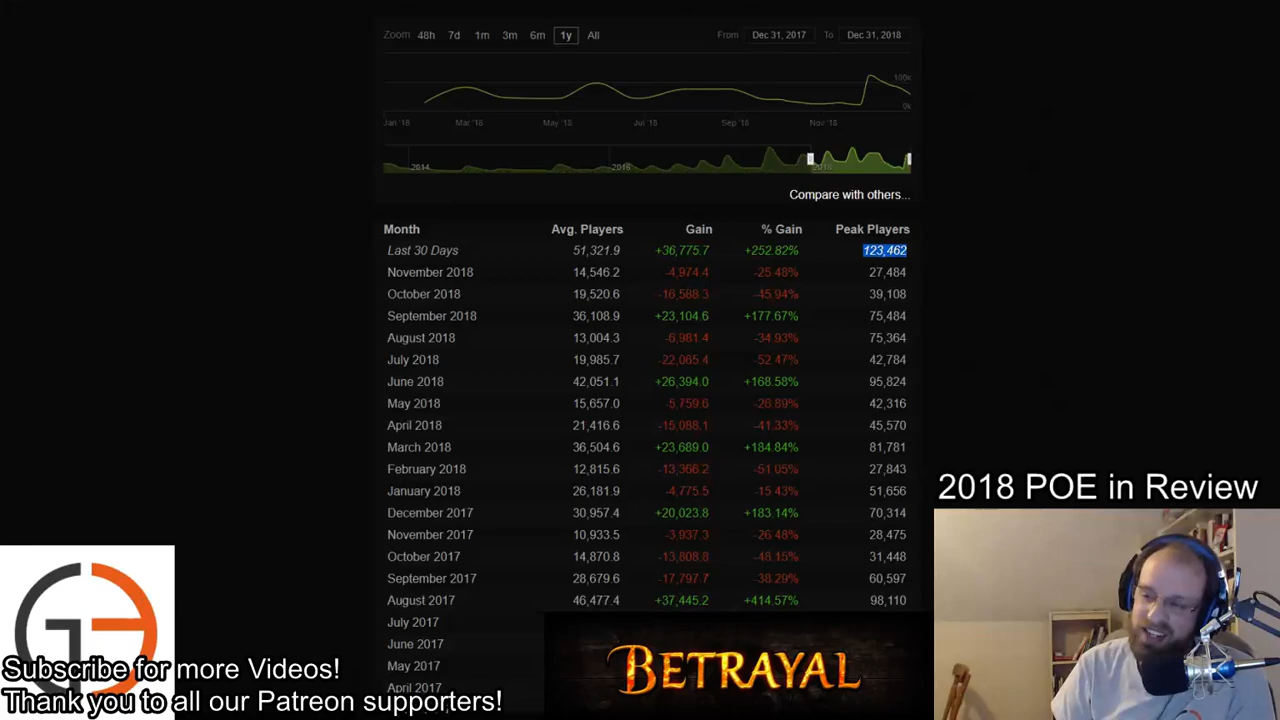 Zoom 48h 7d 1m 3m 6m 1y All From Dec 31, 2017 To Dec 31, 2018
100k
0k
Jan '18 Mar '18 May '18 Jul '18 Sep '18 Nov '18
2014 2016 2018
Compare with others...
Month Avg. Players Gain % Gain Peak Players
Last 30 Days 51,321.9 +36,775.7 +252.82% 123,462
November 2018 14,546.2 -4,974.4 -25.48% 27,484
October 2018 19,520.6 -16,588.3 -45.94% 39,108
September 2018 36,108.9 +23,104.6 +177.67% 75,484
August 2018 13,004.3 -6,981.4 -34.93% 75,364
July 2018 19,985.7 -22,065.4 -52.47% 42,784
June 2018 42,051.1 +26,394.0 +168.58% 95,824
May 2018 15,657.0 -5,759.6 -26.89% 42,316
April 2018 21,416.6 -15,088.1 -41.33% 45,570
March 2018 36,504.6 +23,689.0 +184.84% 81,781
February 2018 12,815.6 -13,366.2 -51.05% 27,843
January 2018 26,181.9 -4,775.5 -15.43% 51,656
December 2017 30,957.4 +20,023.8 +183.14% 70,314
November 2017 10,933.5 -3,937.3 -26.48% 28,475
October 2017 14,870.8 -13,808.8 -48.15% 31,448
September 2017 28,679.6 -17,797.7 -38.29% 60,597
August 2017 46,477.4 +37,445.2 +414.57% 98,110
July 2017
June 2017
May 2017
April 2017
2018 POE in Review
BETRAYAL
Subscribe for more Videos!
Thank you to all our Patreon supporters!